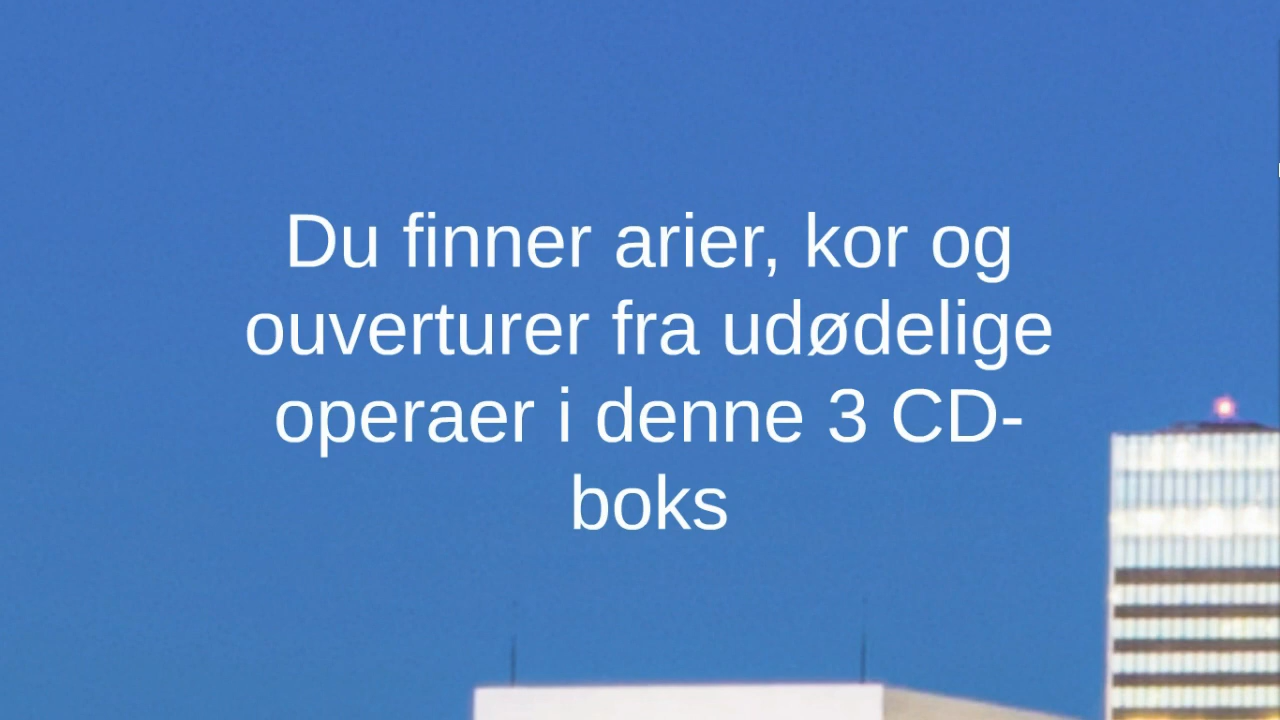 Du finner arier, kor og
ouverturer fra udødelige
operaer i denne 3 CD-
boks